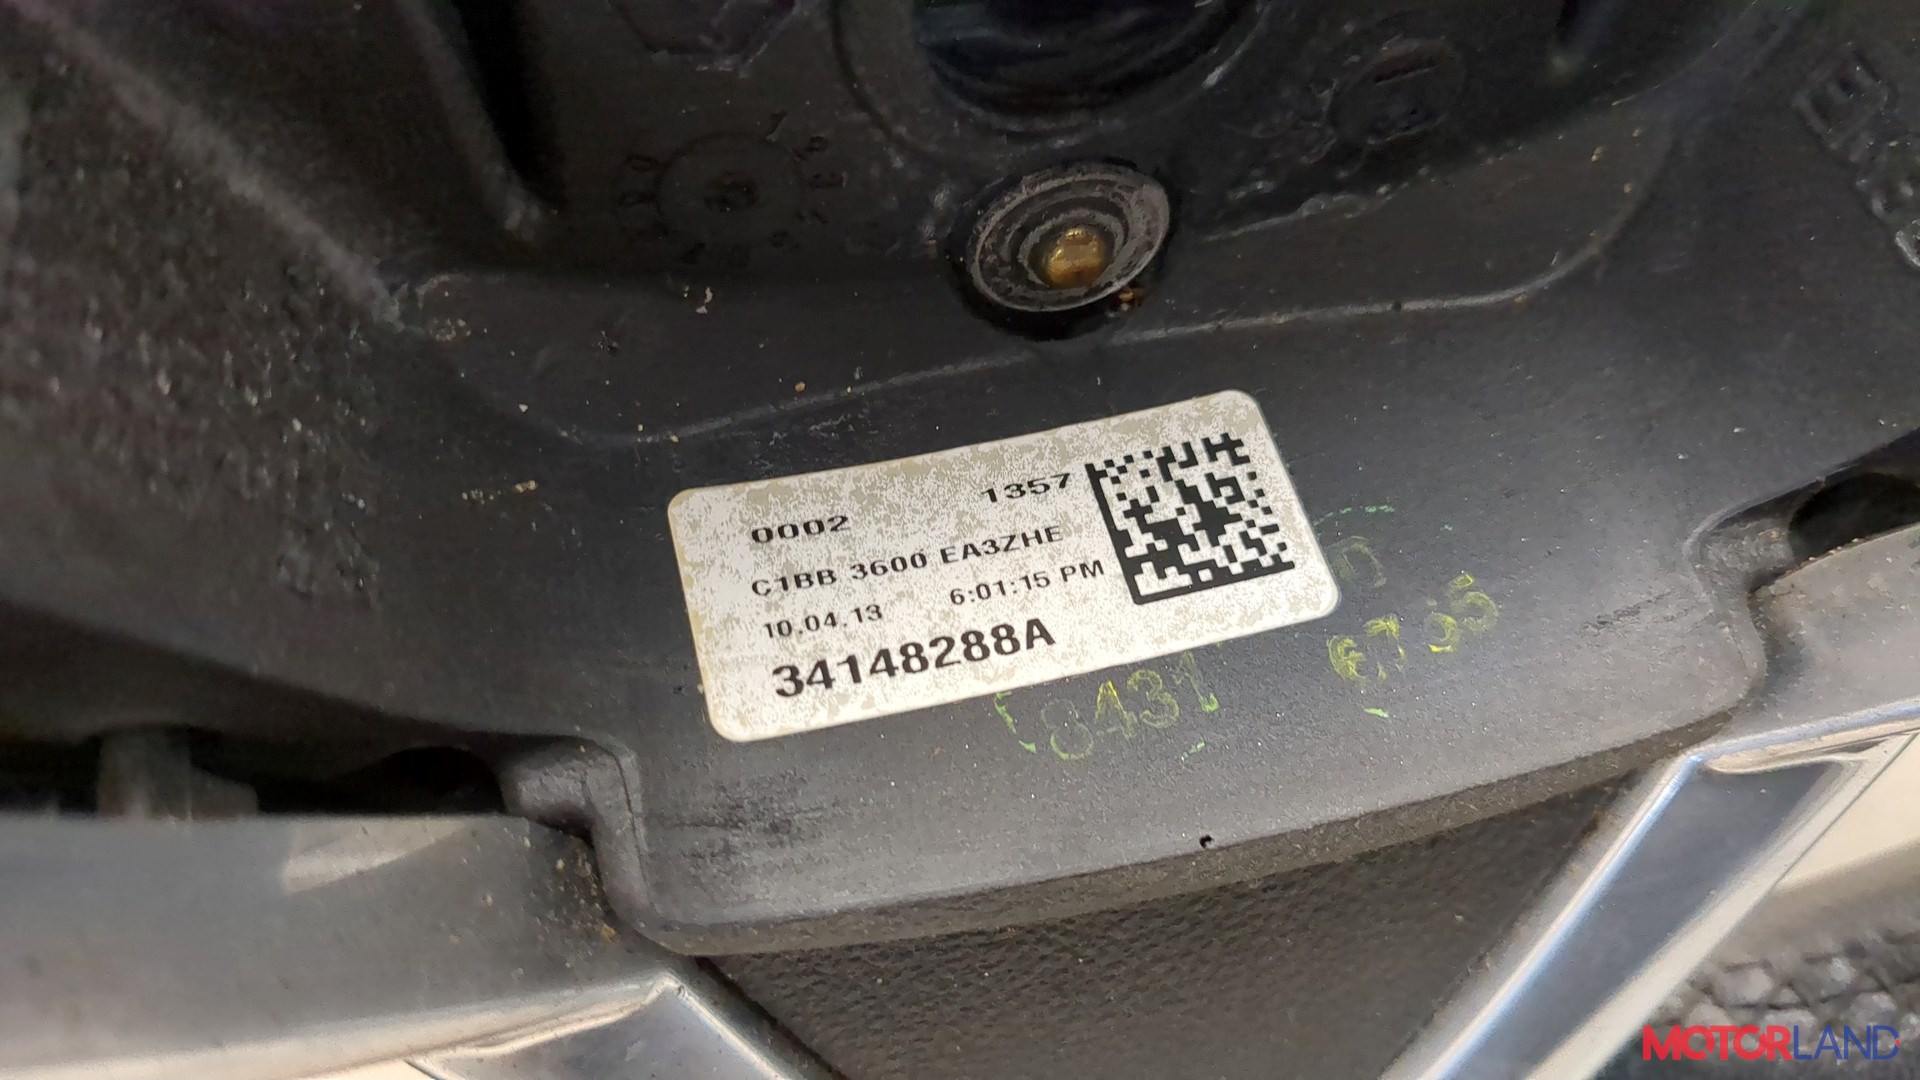 0002 1357
C1BB 3600 EA3ZHE
10.04.13 6:01:15 PM
34148288A
8431
MOTORLAND